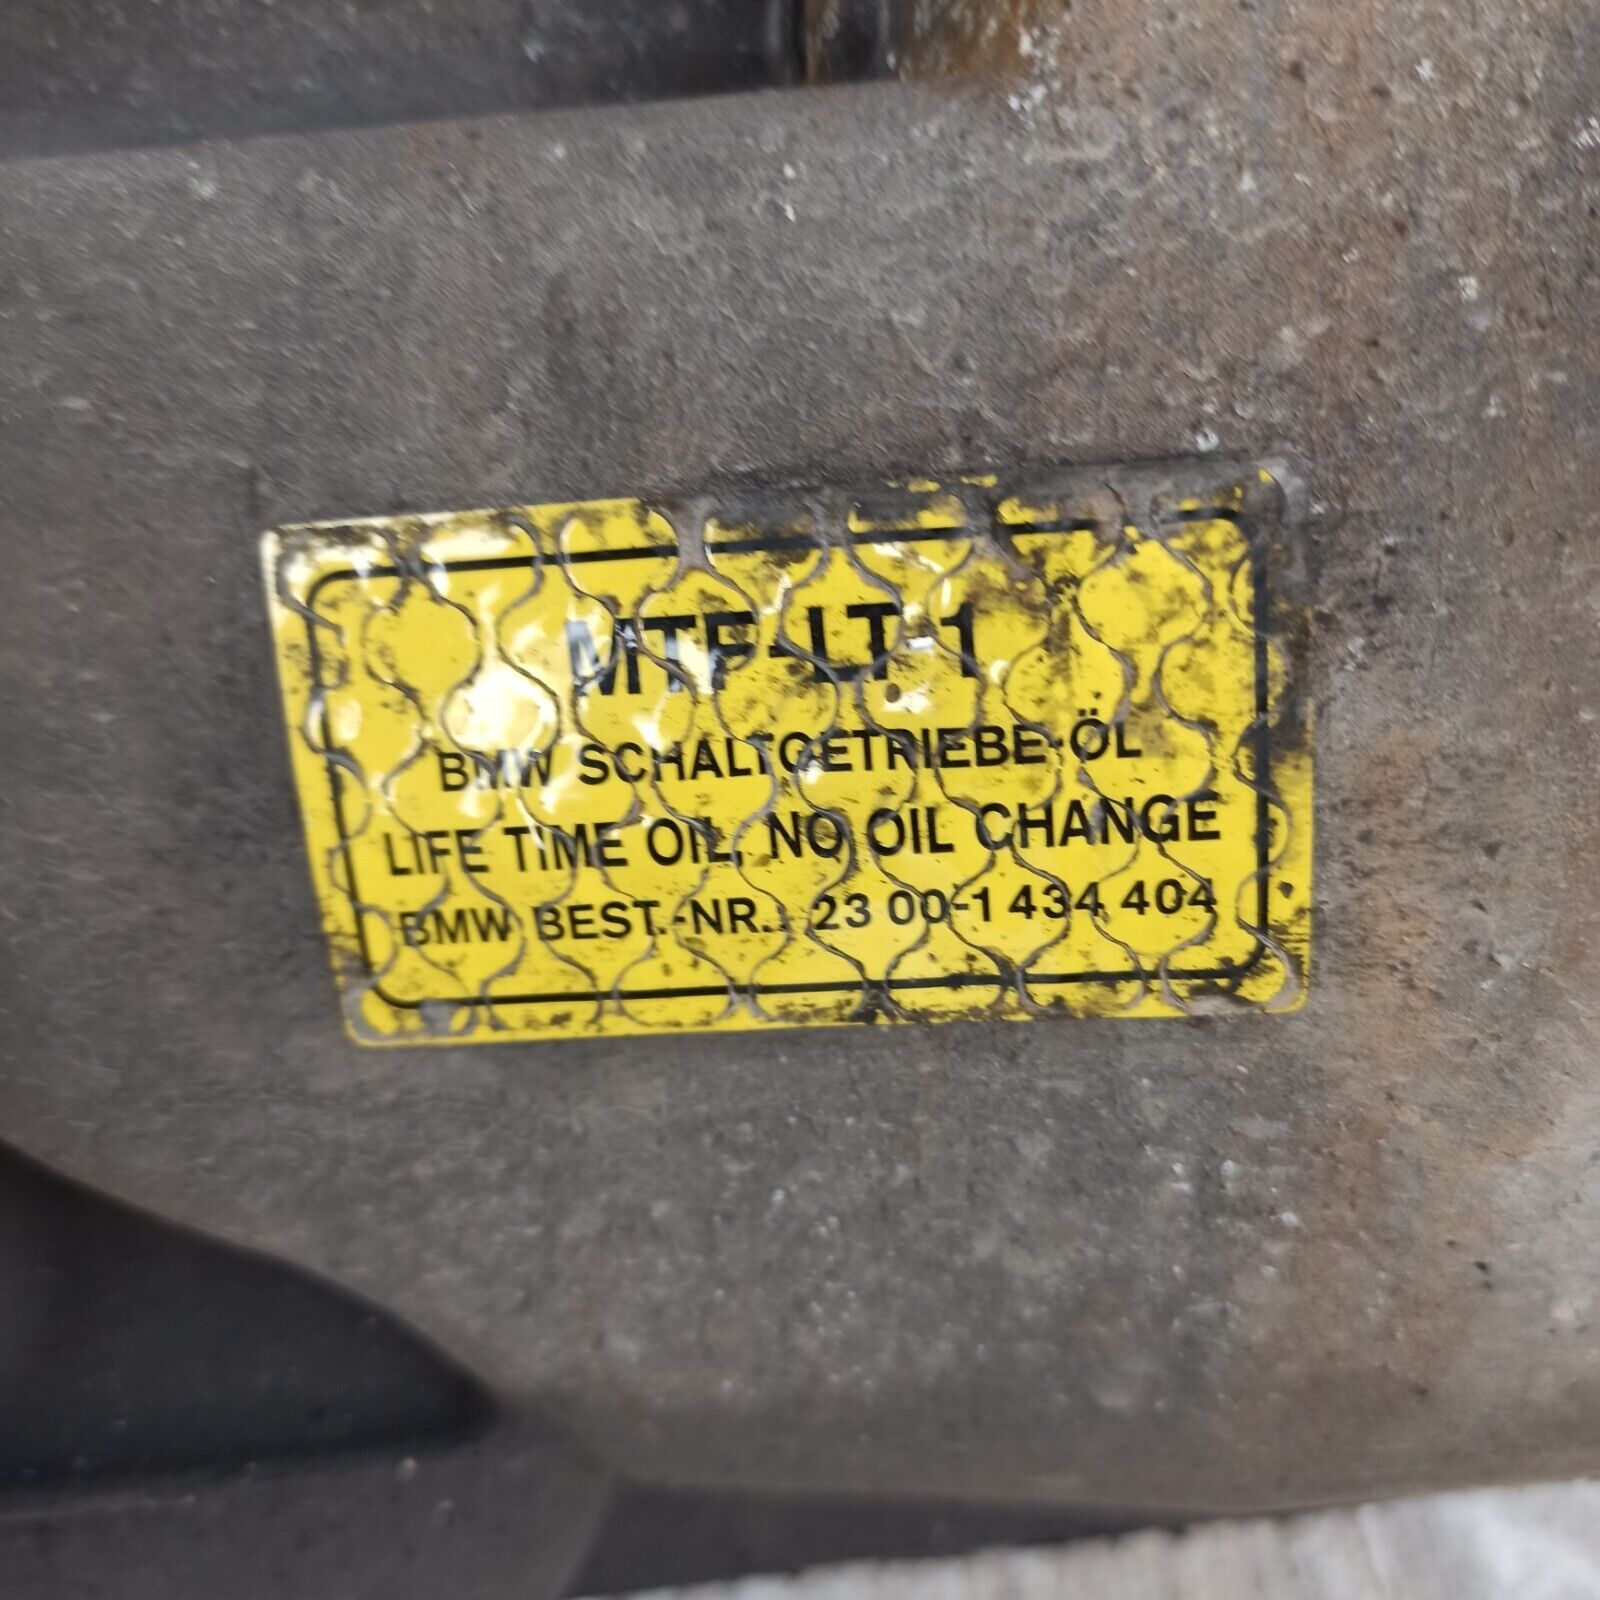 MTF-LT-1
BMW SCHALTGETRIEBE-ÖL
LIFE TIME OIL, NO OIL CHANGE
BMW BEST.-NR.: 23 00-1 434 404